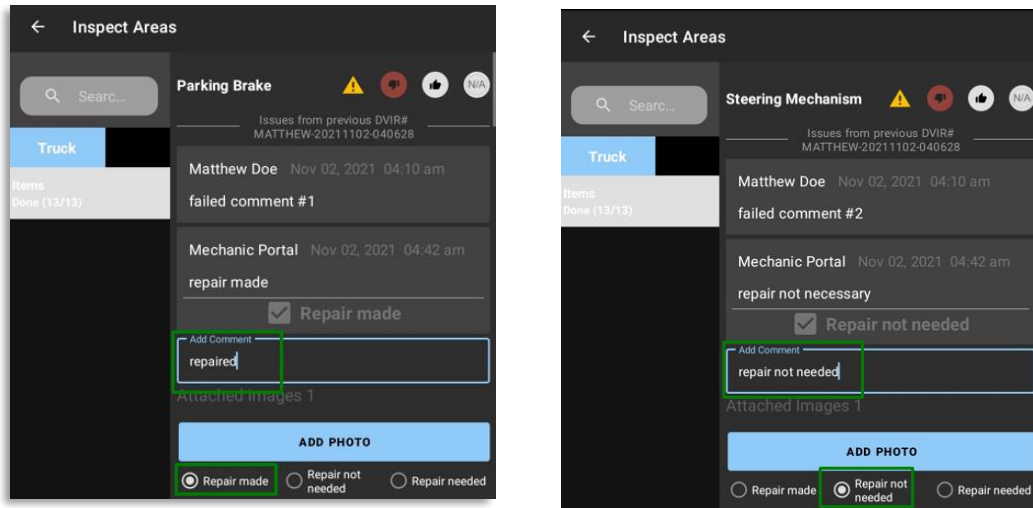 ← Inspect Areas
Searc...
Truck
Items
Done (13/13)
Parking Brake
N/A
Issues from previous DVIR#
MATTHEW-20211102-040628
Matthew Doe Nov 02, 2021 04:10 am
failed comment #1
Mechanic Portal Nov 02, 2021 04:42 am
repair made
Repair made
Add Comment
repaired
Attached Images 1
ADD PHOTO
Repair made
Repair not
needed
Repair needed
← Inspect Areas
Searc...
Truck
Items
Done (13/13)
Steering Mechanism
N/A
Issues from previous DVIR#
MATTHEW-20211102-040628
Matthew Doe Nov 02, 2021 04:10 am
failed comment #2
Mechanic Portal Nov 02, 2021 04:42 am
repair not necessary
Repair not needed
Add Comment
repair not needed
Attached Images 1
ADD PHOTO
Repair made
Repair not
needed
Repair needed